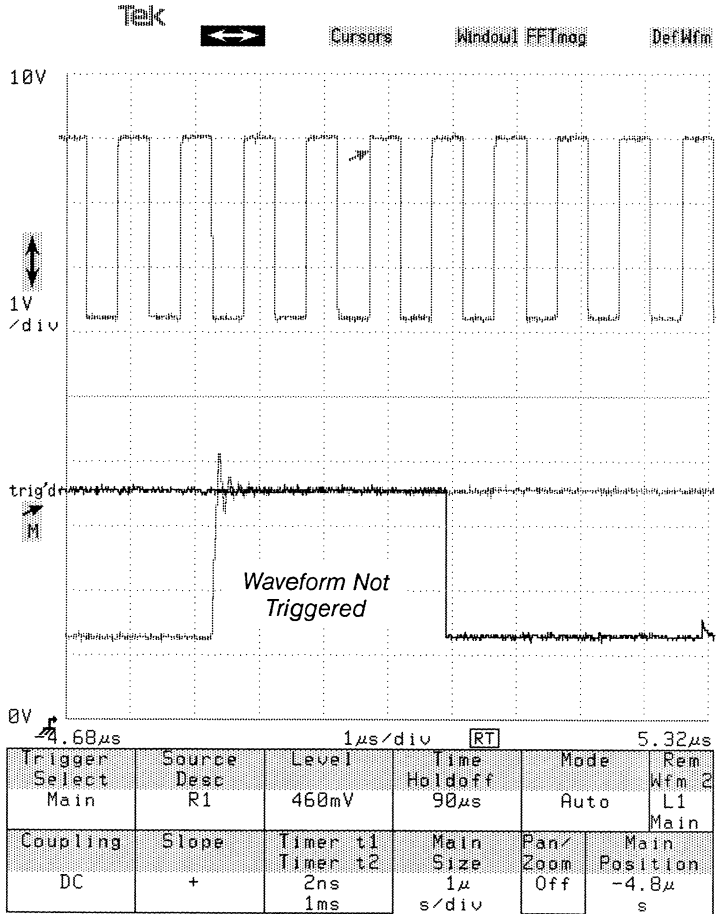 Tek
Cursors Window1 FFTmag DefWfm
10V
1V
/div
trig'd
M
Waveform Not
Triggered
0V
-4.68µs 1µs/div RT 5.32µs
Trigger Select Source Desc Level Time Holdoff Mode Rem Wfm 2
Main R1 460mV 90µs Auto L1 Main
Coupling Slope Timer t1 Timer t2 Main Size Pan/ Zoom Main Position
DC + 2ns 1ms 1µ s/div Off -4.8µ s